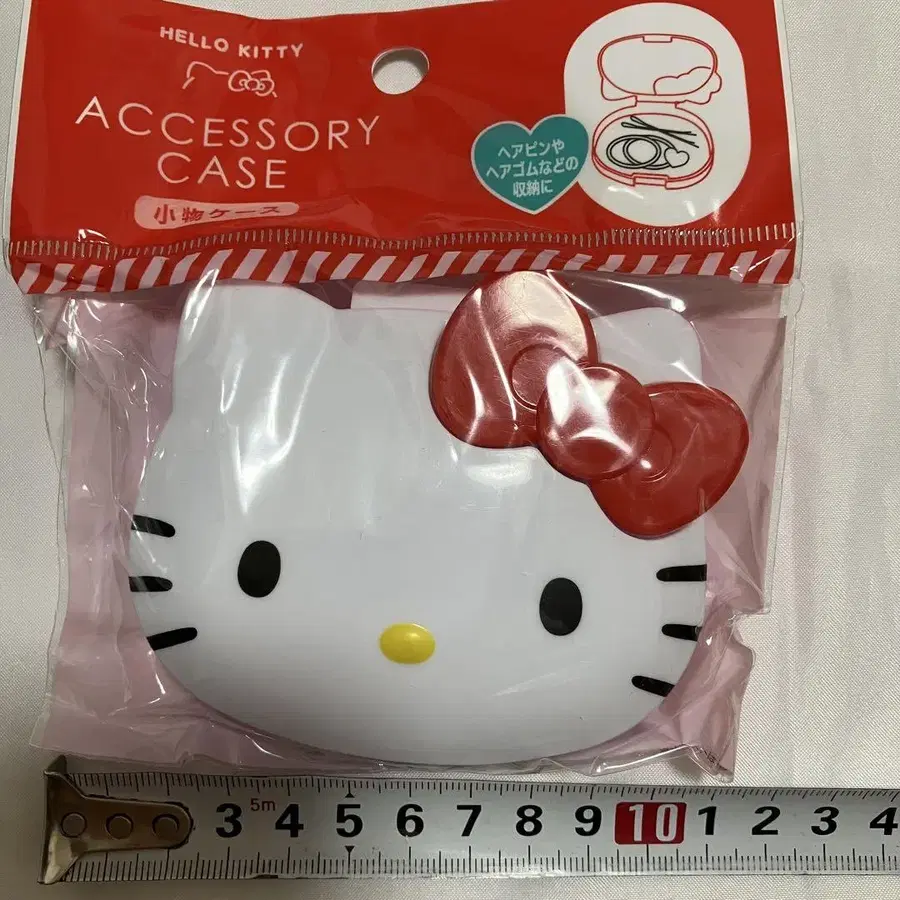 HELLO KITTY
ACCESSORY
CASE
小物ケース
ヘアピンや
ヘアゴムなどの
収納に
3 5m 4 5 6 7 8 9 10 1 2 3 4